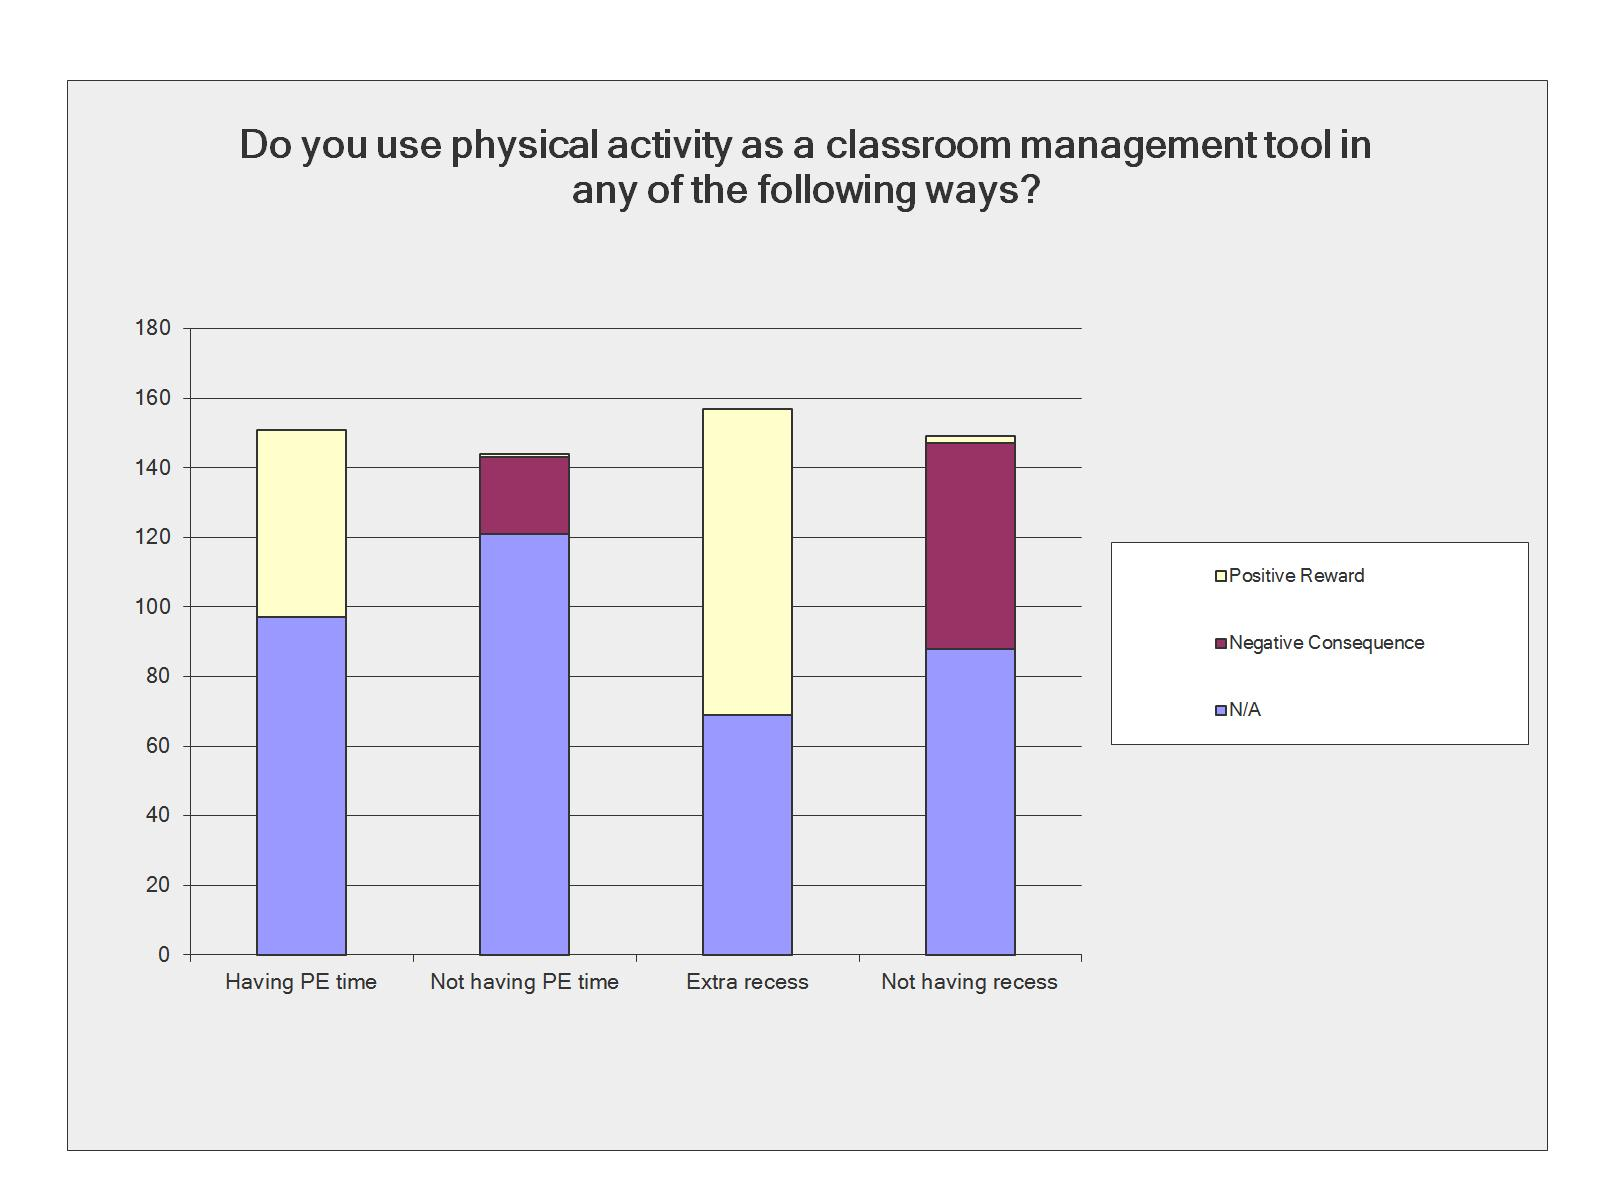 Do you use physical activity as a classroom management tool in
any of the following ways?
180
160
140
120
100
80
60
40
20
0
Having PE time
Not having PE time
Extra recess
Not having recess
Positive Reward
Negative Consequence
N/A